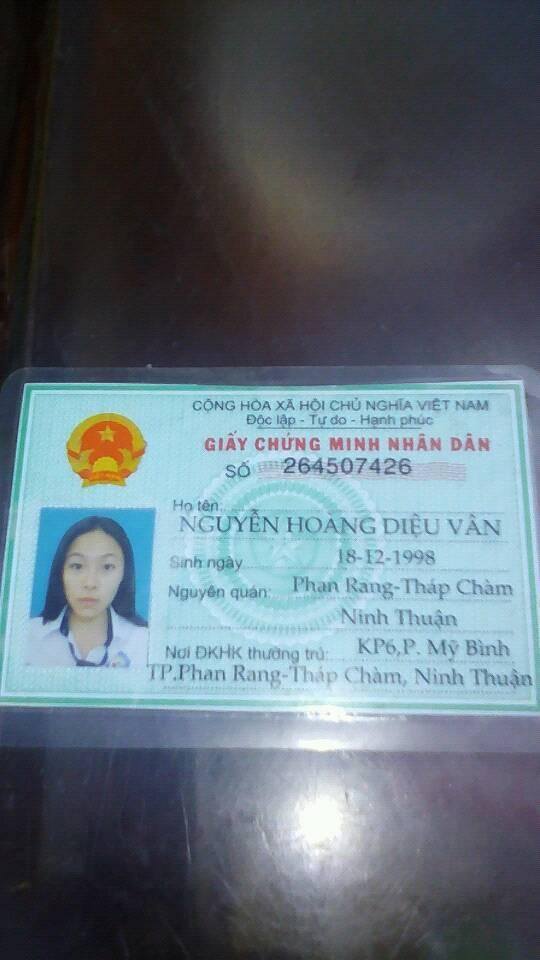 CỘNG HÒA XÃ HỘI CHỦ NGHĨA VIỆT NAM
Độc lập - Tự do - Hạnh phúc
GIẤY CHỨNG MINH NHÂN DÂN
SỐ 264507426
Họ tên:
NGUYỄN HOÀNG DIỆU VÂN
Sinh ngày 18-12-1998
Nguyên quán: Phan Rang-Tháp Chàm
Ninh Thuận
Nơi ĐKHK thường trú: KP6,P. Mỹ Bình
TP.Phan Rang-Tháp Chàm, Ninh Thuận